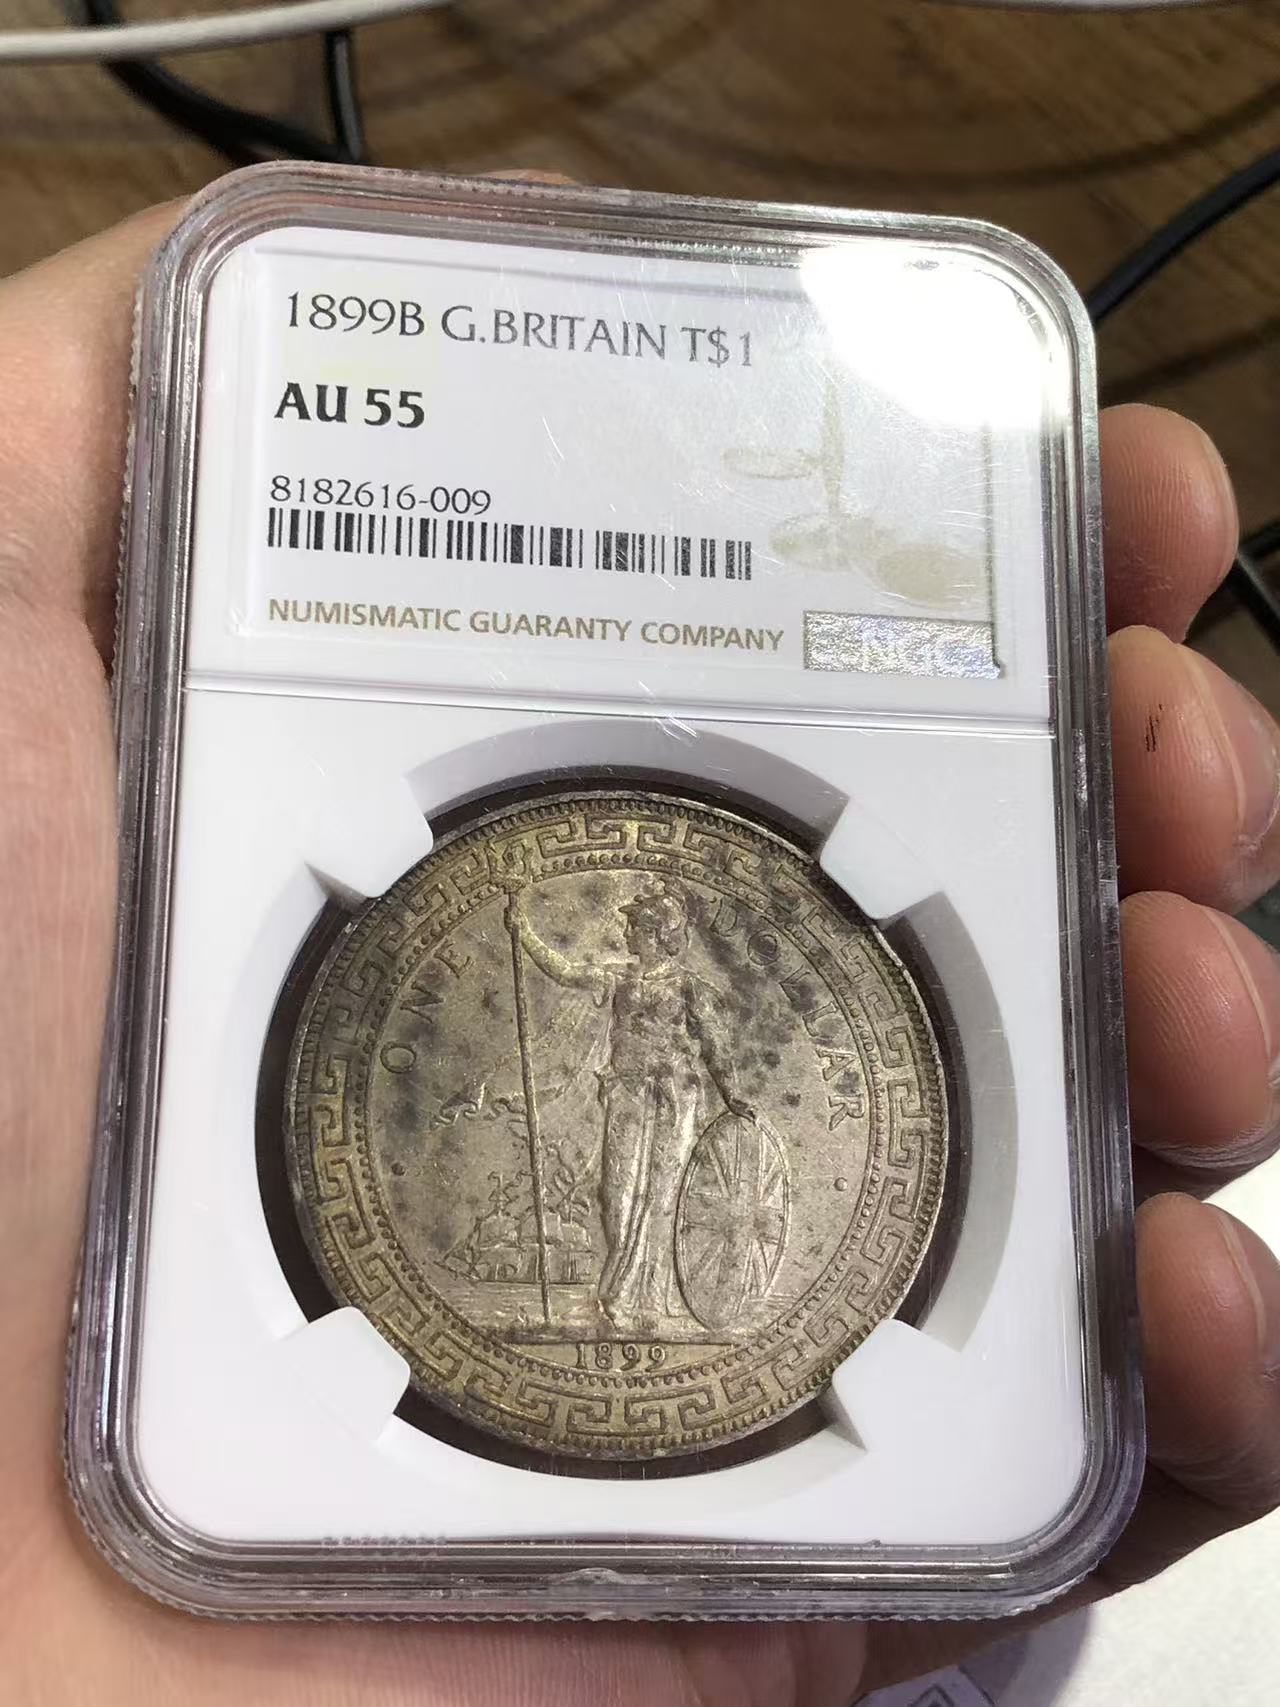 1899B G.BRITAIN T$1
AU 55
8182616-009
NUMISMATIC GUARANTY COMPANY
ONE DOLLAR
1899